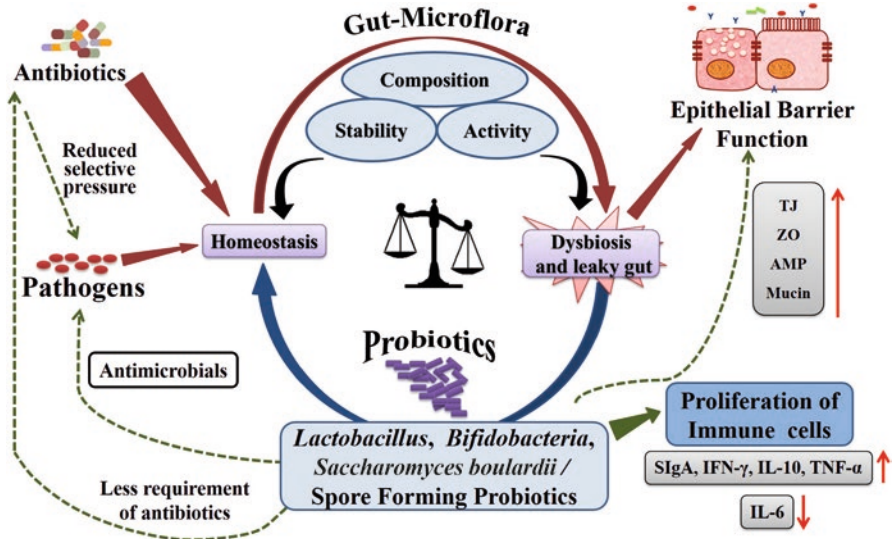 Gut-Microflora
Antibiotics
Composition
Stability
Activity
Epithelial Barrier
Function
Reduced
selective
pressure
TJ
ZO
AMP
Mucin
Homeostasis
Dysbiosis
and leaky gut
Pathogens
Probiotics
Antimicrobials
Lactobacillus, Bifidobacteria,
Saccharomyces boulardii /
Spore Forming Probiotics
Proliferation of
Immune cells
SIgA, IFN-γ, IL-10, TNF-α
IL-6
Less requirement
of antibiotics